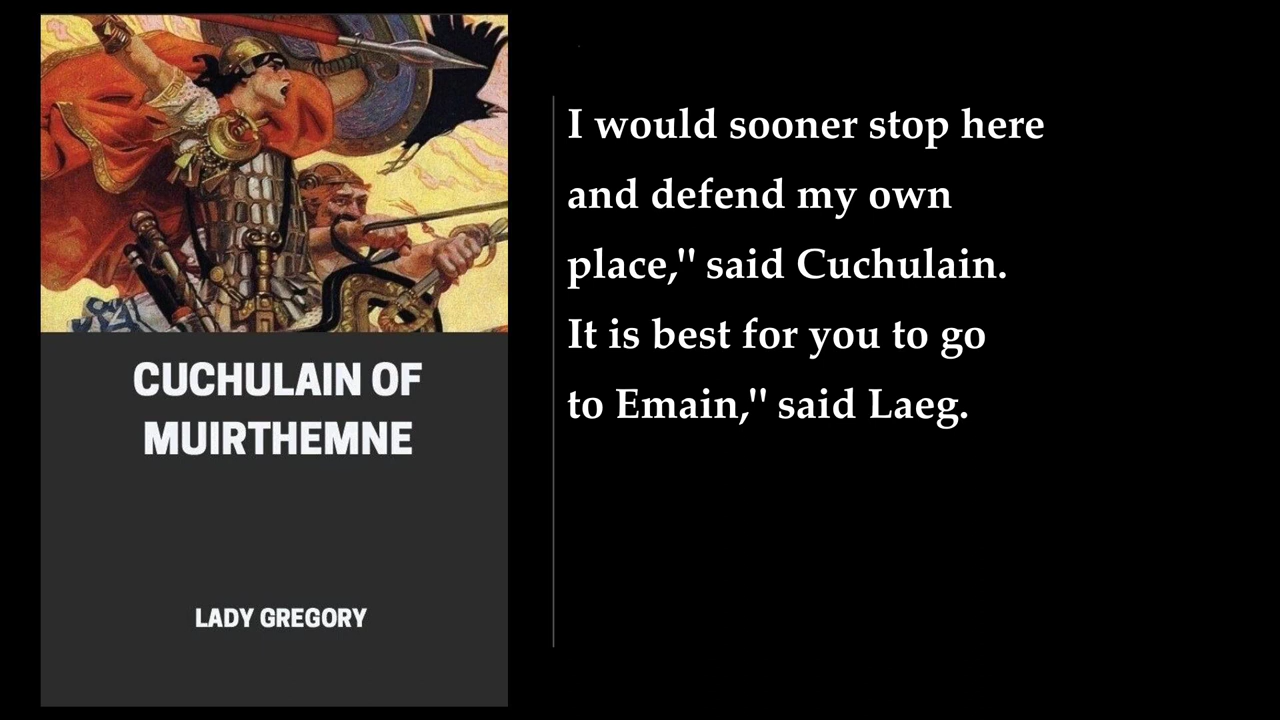 CUCHULAIN OF
MUIRTHEMNE
LADY GREGORY
I would sooner stop here
and defend my own
place," said Cuchulain.
It is best for you to go
to Emain," said Laeg.